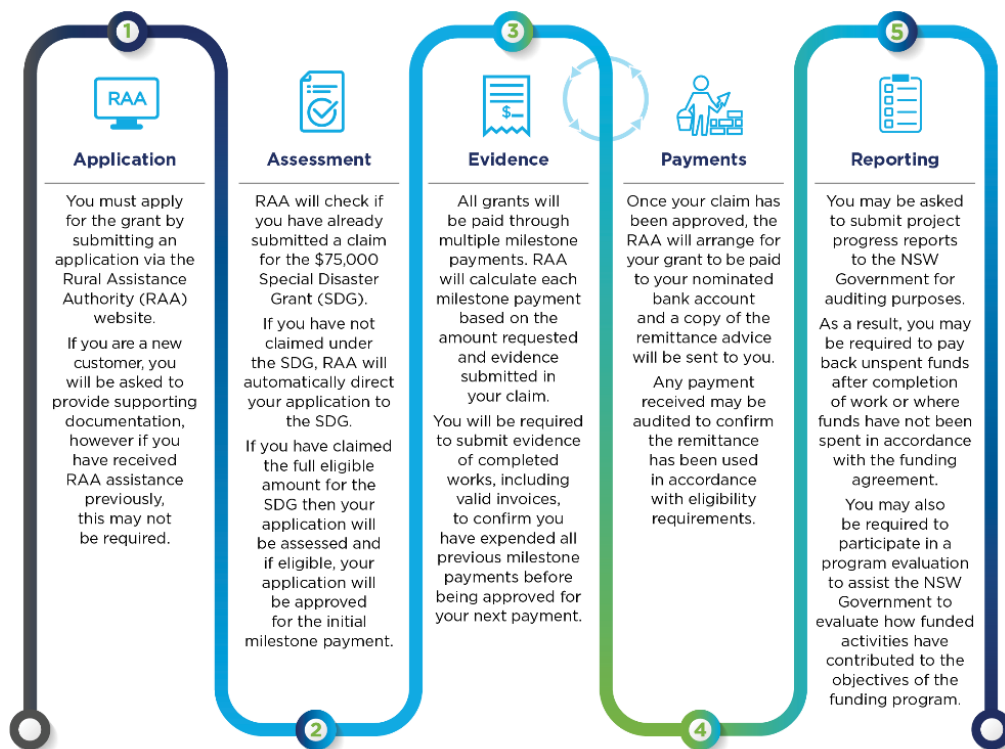 1
RAA
Application
You must apply
for the grant by
submitting an
application via the
Rural Assistance
Authority (RAA)
website.
If you are a new
customer, you
will be asked to
provide supporting
documentation,
however if you
have received
RAA assistance
previously,
this may not
be required.
2
Assessment
RAA will check if
you have already
submitted a claim
for the $75,000
Special Disaster
Grant (SDG).
If you have not
claimed under
the SDG, RAA will
automatically direct
your application to
the SDG.
If you have claimed
the full eligible
amount for the
SDG then your
application will
be assessed and
if eligible, your
application will
be approved
for the initial
milestone payment.
3
$
Evidence
All grants will
be paid through
multiple milestone
payments. RAA
will calculate each
milestone payment
based on the
amount requested
and evidence
submitted in
your claim.
You will be required
to submit evidence
of completed
works, including
valid invoices,
to confirm you
have expended all
previous milestone
payments before
being approved for
your next payment.
4
Payments
Once your claim has
been approved, the
RAA will arrange for
your grant to be paid
to your nominated
bank account
and a copy of the
remittance advice
will be sent to you.
Any payment
received may be
audited to confirm
the remittance
has been used
in accordance
with eligibility
requirements.
5
Reporting
You may be asked
to submit project
progress reports
to the NSW
Government for
auditing purposes.
As a result, you may
be required to pay
back unspent funds
after completion
of work or where
funds have not been
spent in accordance
with the funding
agreement.
You may also
be required to
participate in a
program evaluation
to assist the NSW
Government to
evaluate how funded
activities have
contributed to the
objectives of the
funding program.